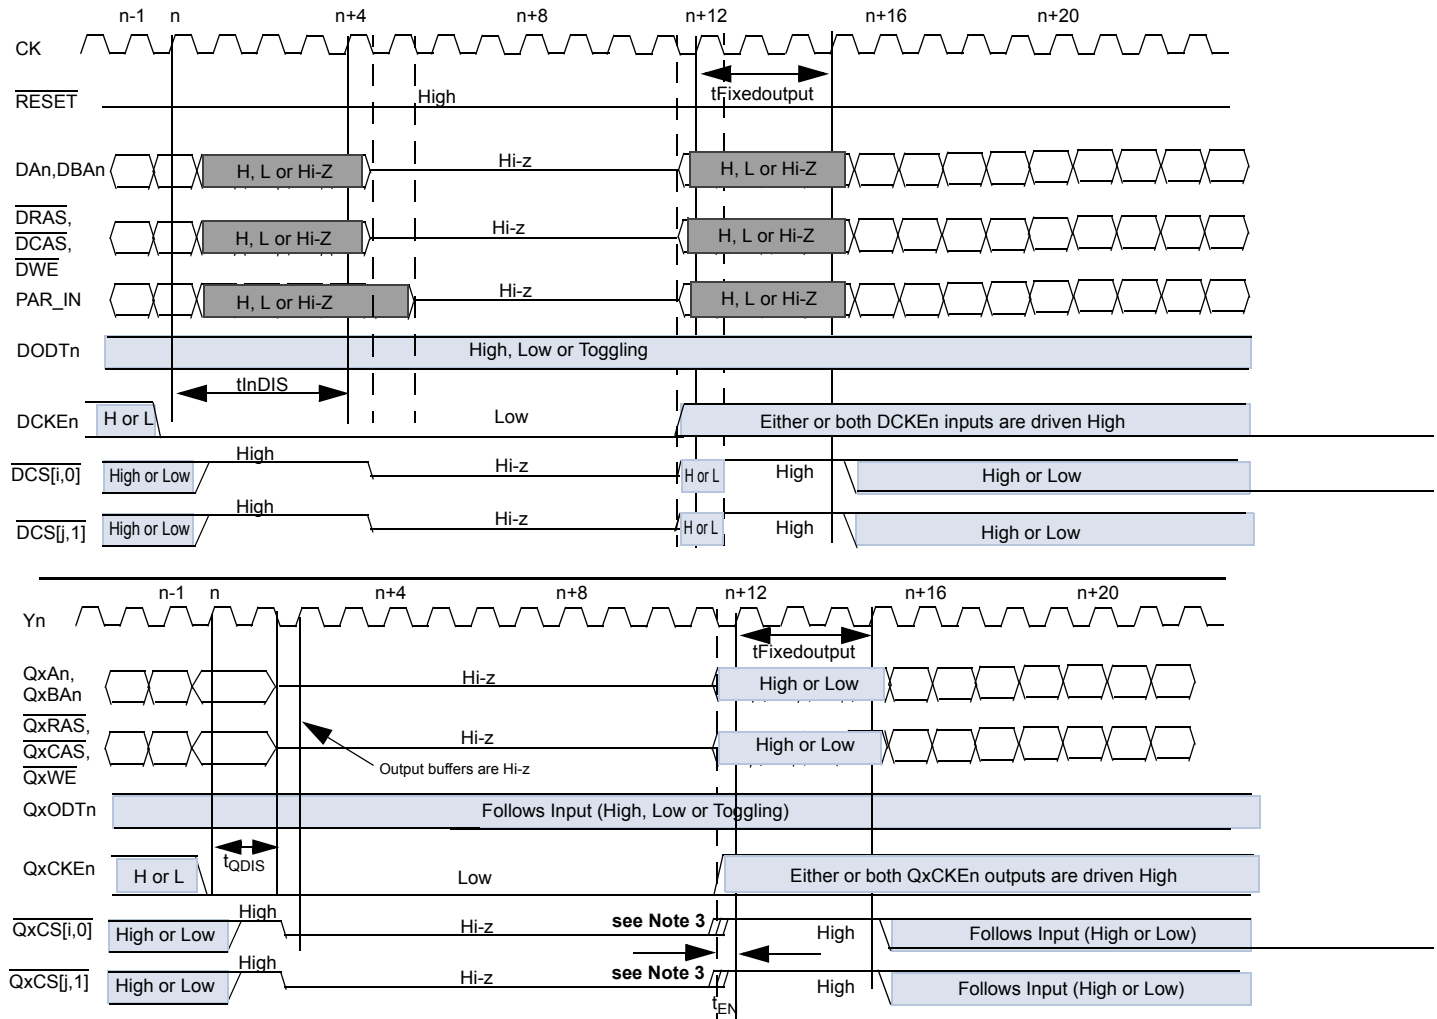 n-1 n n+4 n+8 n+12 n+16 n+20
CK
tFixedoutput
RESET High
DAn,DBAn H, L or Hi-Z Hi-z H, L or Hi-Z
DRAS,
DCAS, H, L or Hi-Z Hi-z H, L or Hi-Z
DWE
PAR_IN H, L or Hi-Z Hi-z H, L or Hi-Z
DODTn High, Low or Toggling
tInDIS
DCKEn H or L Low Either or both DCKEn inputs are driven High
DCS[i,0] High or Low High Hi-z H or L High High or Low
DCS[j,1] High or Low High Hi-z H or L High High or Low
n-1 n n+4 n+8 n+12 n+16 n+20
Yn
tFixedoutput
QxAn,
QxBAn Hi-z High or Low
QxRAS,
QxCAS, Hi-z High or Low
QxWE Output buffers are Hi-z
QxODTn Follows Input (High, Low or Toggling)
tQDIS
QxCKEn H or L Low Either or both QxCKEn outputs are driven High
QxCS[i,0] High or Low High Hi-z see Note 3 High Follows Input (High or Low)
QxCS[j,1] High or Low High Hi-z see Note 3 High Follows Input (High or Low)
tEN